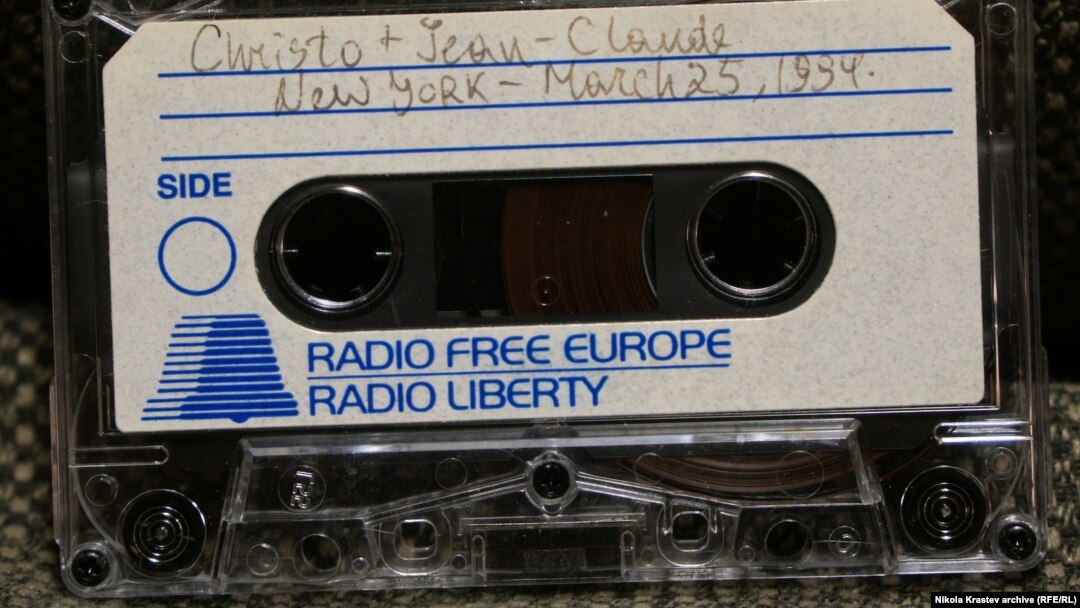 Christo + Jean-Claude
New York - March 25, 1994.
SIDE
RADIO FREE EUROPE
RADIO LIBERTY
Nikola Krastev archive (RFE/RL)